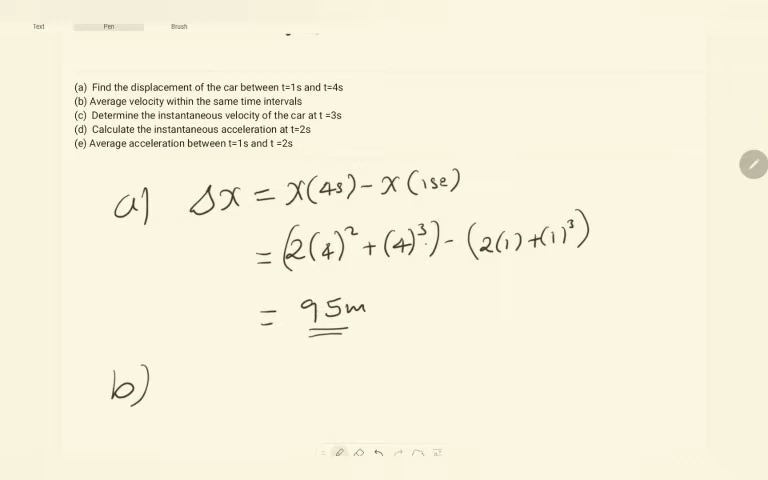 Text Pen Brush
(a) Find the displacement of the car between t=1s and t=4s
(b) Average velocity within the same time intervals
(c) Determine the instantaneous velocity of the car at t =3s
(d) Calculate the instantaneous acceleration at t=2s
(e) Average acceleration between t=1s and t =2s
a) Δx = x(4s) - x(1se)
= (2(4)² + (4)³) - (2(1) + (1)³)
= 95m
b)